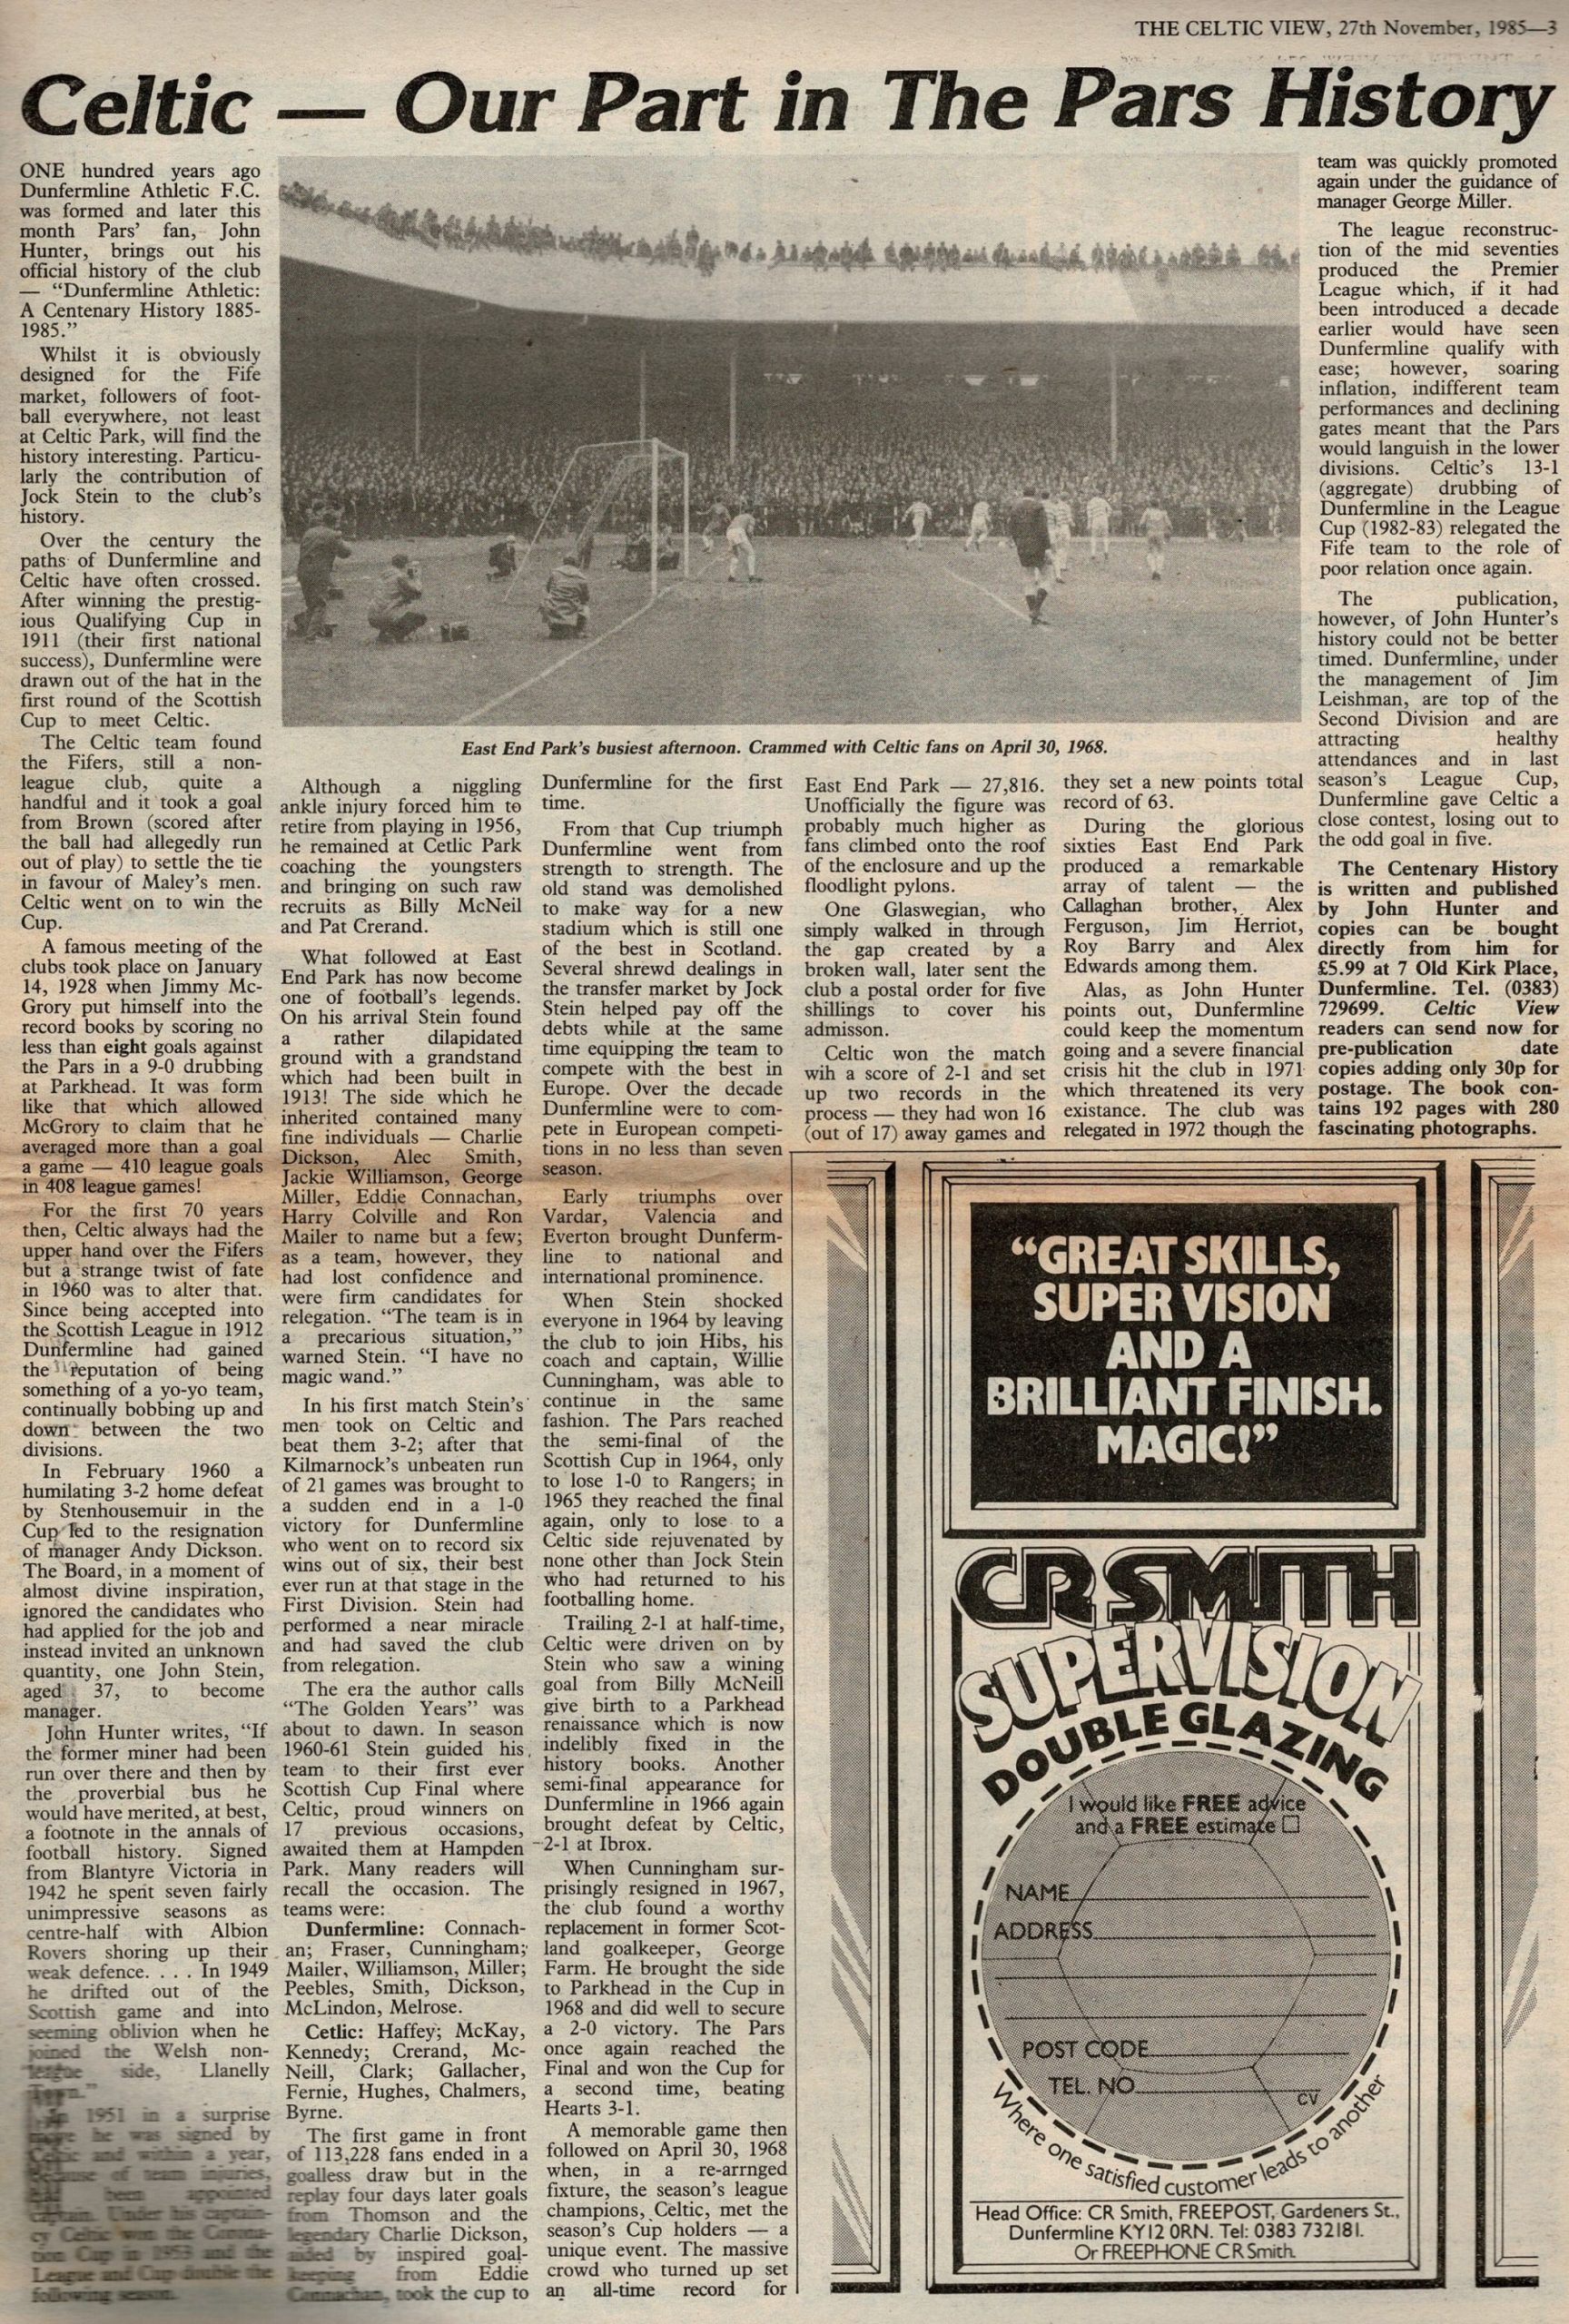 THE CELTIC VIEW, 27th November, 1985—3
Celtic — Our Part in The Pars History
ONE hundred years ago
Dunfermline Athletic F.C.
was formed and later this
month Pars' fan, John
Hunter, brings out his
official history of the club
— "Dunfermline Athletic:
A Centenary History 1885-
1985."
Whilst it is obviously
designed for the Fife
market, followers of foot-
ball everywhere, not least
at Celtic Park, will find the
history interesting. Particu-
larly the contribution of
Jock Stein to the club's
history.
Over the century the
paths of Dunfermline and
Celtic have often crossed.
After winning the prestig-
ious Qualifying Cup in
1911 (their first national
success), Dunfermline were
drawn out of the hat in the
first round of the Scottish
Cup to meet Celtic.
The Celtic team found
the Fifers, still a non-
league club, quite a
handful and it took a goal
from Brown (scored after
the ball had allegedly run
out of play) to settle the tie
in favour of Maley's men.
Celtic went on to win the
Cup.
A famous meeting of the
clubs took place on January
14, 1928 when Jimmy Mc-
Grory put himself into the
record books by scoring no
less than eight goals against
the Pars in a 9-0 drubbing
at Parkhead. It was form
like that which allowed
McGrory to claim that he
averaged more than a goal
a game — 410 league goals
in 408 league games!
For the first 70 years
then, Celtic always had the
upper hand over the Fifers
but a strange twist of fate
in 1960 was to alter that.
Since being accepted into
the Scottish League in 1912
Dunfermline had gained
the reputation of being
something of a yo-yo team,
continually bobbing up and
down between the two
divisions.
In February 1960 a
humilating 3-2 home defeat
by Stenhousemuir in the
Cup led to the resignation
of manager Andy Dickson.
The Board, in a moment of
almost divine inspiration,
ignored the candidates who
had applied for the job and
instead invited an unknown
quantity, one John Stein,
aged 37, to become
manager.
John Hunter writes, "If
the former miner had been
run over there and then by
the proverbial bus he
would have merited, at best,
a footnote in the annals of
football history. Signed
from Blantyre Victoria in
1942 he spent seven fairly
unimpressive seasons as
centre-half with Albion
Rovers shoring up their
weak defence. . . . In 1949
he drifted out of the
Scottish game and into
seeming oblivion when he
joined the Welsh non-
league side, Llanelly
Town."
In 1951 in a surprise
move he was signed by
Celtic and within a year,
because of team injuries,
had been appointed
captain. Under his captain-
cy Celtic won the Corona-
tion Cup in 1953 and the
League and Cup double the
following season.
East End Park's busiest afternoon. Crammed with Celtic fans on April 30, 1968.
Although a niggling
ankle injury forced him to
retire from playing in 1956,
he remained at Cetlic Park
coaching the youngsters
and bringing on such raw
recruits as Billy McNeil
and Pat Crerand.
What followed at East
End Park has now become
one of football's legends.
On his arrival Stein found
a rather dilapidated
ground with a grandstand
which had been built in
1913! The side which he
inherited contained many
fine individuals — Charlie
Dickson, Alec Smith,
Jackie Williamson, George
Miller, Eddie Connachan,
Harry Colville and Ron
Mailer to name but a few;
as a team, however, they
had lost confidence and
were firm candidates for
relegation. "The team is in
a precarious situation,"
warned Stein. "I have no
magic wand."
In his first match Stein's
men took on Celtic and
beat them 3-2; after that
Kilmarnock's unbeaten run
of 21 games was brought to
a sudden end in a 1-0
victory for Dunfermline
who went on to record six
wins out of six, their best
ever run at that stage in the
First Division. Stein had
performed a near miracle
and had saved the club
from relegation.
The era the author calls
"The Golden Years" was
about to dawn. In season
1960-61 Stein guided his
team to their first ever
Scottish Cup Final where
Celtic, proud winners on
17 previous occasions,
awaited them at Hampden
Park. Many readers will
recall the occasion. The
teams were:
Dunfermline: Connach-
an; Fraser, Cunningham;
Mailer, Williamson, Miller;
Peebles, Smith, Dickson,
McLindon, Melrose.
Cetlic: Haffey; McKay,
Kennedy; Crerand, Mc-
Neill, Clark; Gallacher,
Fernie, Hughes, Chalmers,
Byrne.
The first game in front
of 113,228 fans ended in a
goalless draw but in the
replay four days later goals
from Thomson and the
legendary Charlie Dickson,
aided by inspired goal-
keeping from Eddie
Connachan, took the cup to
Dunfermline for the first
time.
From that Cup triumph
Dunfermline went from
strength to strength. The
old stand was demolished
to make way for a new
stadium which is still one
of the best in Scotland.
Several shrewd dealings in
the transfer market by Jock
Stein helped pay off the
debts while at the same
time equipping the team to
compete with the best in
Europe. Over the decade
Dunfermline were to com-
pete in European competi-
tions in no less than seven
season.
Early triumphs over
Vardar, Valencia and
Everton brought Dunferm-
line to national and
international prominence.
When Stein shocked
everyone in 1964 by leaving
the club to join Hibs, his
coach and captain, Willie
Cunningham, was able to
continue in the same
fashion. The Pars reached
the semi-final of the
Scottish Cup in 1964, only
to lose 1-0 to Rangers; in
1965 they reached the final
again, only to lose to a
Celtic side rejuvenated by
none other than Jock Stein
who had returned to his
footballing home.
Trailing 2-1 at half-time,
Celtic were driven on by
Stein who saw a wining
goal from Billy McNeill
give birth to a Parkhead
renaissance which is now
indelibly fixed in the
history books. Another
semi-final appearance for
Dunfermline in 1966 again
brought defeat by Celtic,
2-1 at Ibrox.
When Cunningham sur-
prisingly resigned in 1967,
the club found a worthy
replacement in former Scot-
land goalkeeper, George
Farm. He brought the side
to Parkhead in the Cup in
1968 and did well to secure
a 2-0 victory. The Pars
once again reached the
Final and won the Cup for
a second time, beating
Hearts 3-1.
A memorable game then
followed on April 30, 1968
when, in a re-arrnged
fixture, the season's league
champions, Celtic, met the
season's Cup holders — a
unique event. The massive
crowd who turned up set
an all-time record for
East End Park — 27,816.
Unofficially the figure was
probably much higher as
fans climbed onto the roof
of the enclosure and up the
floodlight pylons.
One Glaswegian, who
simply walked in through
the gap created by a
broken wall, later sent the
club a postal order for five
shillings to cover his
admisson.
Celtic won the match
wih a score of 2-1 and set
up two records in the
process — they had won 16
(out of 17) away games and
they set a new points total
record of 63.
During the glorious
sixties East End Park
produced a remarkable
array of talent — the
Callaghan brother, Alex
Ferguson, Jim Herriot,
Roy Barry and Alex
Edwards among them.
Alas, as John Hunter
points out, Dunfermline
could keep the momentum
going and a severe financial
crisis hit the club in 1971
which threatened its very
existance. The club was
relegated in 1972 though the
team was quickly promoted
again under the guidance of
manager George Miller.
The league reconstruc-
tion of the mid seventies
produced the Premier
League which, if it had
been introduced a decade
earlier would have seen
Dunfermline qualify with
ease; however, soaring
inflation, indifferent team
performances and declining
gates meant that the Pars
would languish in the lower
divisions. Celtic's 13-1
(aggregate) drubbing of
Dunfermline in the League
Cup (1982-83) relegated the
Fife team to the role of
poor relation once again.
The publication,
however, of John Hunter's
history could not be better
timed. Dunfermline, under
the management of Jim
Leishman, are top of the
Second Division and are
attracting healthy
attendances and in last
season's League Cup,
Dunfermline gave Celtic a
close contest, losing out to
the odd goal in five.
The Centenary History
is written and published
by John Hunter and
copies can be bought
directly from him for
£5.99 at 7 Old Kirk Place,
Dunfermline. Tel. (0383)
729699. Celtic View
readers can send now for
pre-publication date
copies adding only 30p for
postage. The book con-
tains 192 pages with 280
fascinating photographs.
"GREAT SKILLS,
SUPER VISION
AND A
BRILLIANT FINISH.
MAGIC!"
CR SMITH
SUPERVISION
DOUBLE GLAZING
I would like FREE advice
and a FREE estimate
NAME
ADDRESS
POST CODE
TEL. NO
CV
Where one satisfied customer leads to another
Head Office: CR Smith, FREEPOST, Gardeners St.,
Dunfermline KY12 0RN. Tel: 0383 732181.
Or FREEPHONE CR Smith.